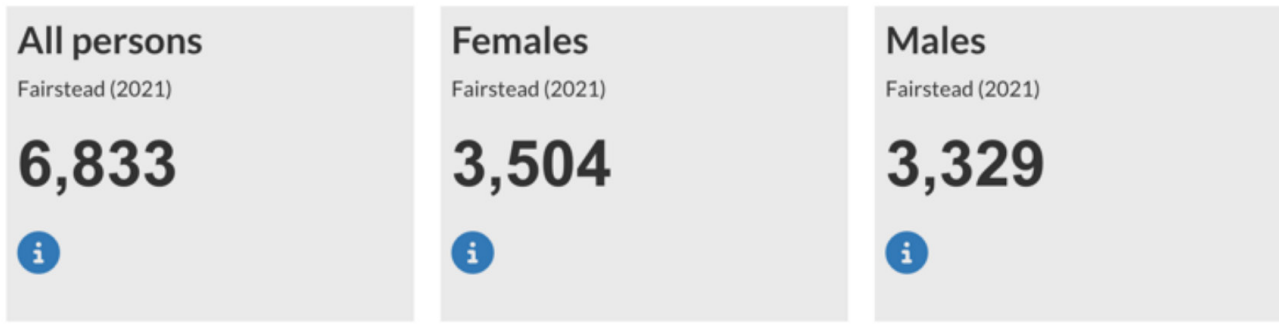 All persons
Fairstead (2021)
6,833
Females
Fairstead (2021)
3,504
Males
Fairstead (2021)
3,329